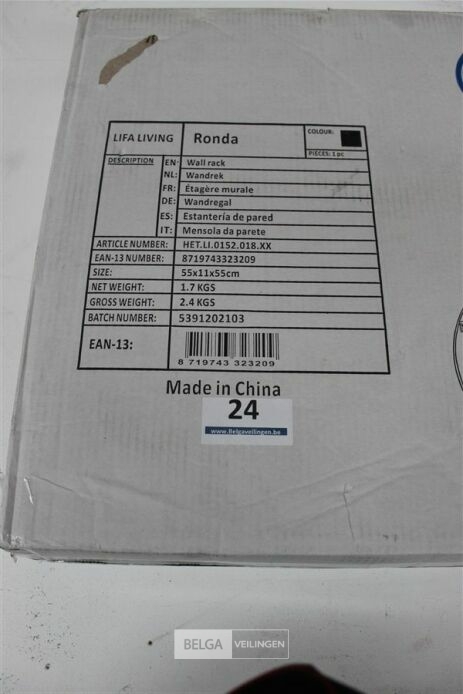 LIFA LIVING Ronda COLOUR:
PIECES: 1 pc
DESCRIPTION EN: Wall rack
NL: Wandrek
FR: Étagère murale
DE: Wandregal
ES: Estantería de pared
IT: Mensola da parete
ARTICLE NUMBER: HET.LI.0152.018.XX
EAN-13 NUMBER: 8719743323209
SIZE: 55x11x55cm
NET WEIGHT: 1.7 KGS
GROSS WEIGHT: 2.4 KGS
BATCH NUMBER: 5391202103
EAN-13:
8 719743 323209
Made in China
24
www.Belgaveilingen.be
BELGA VEILINGEN